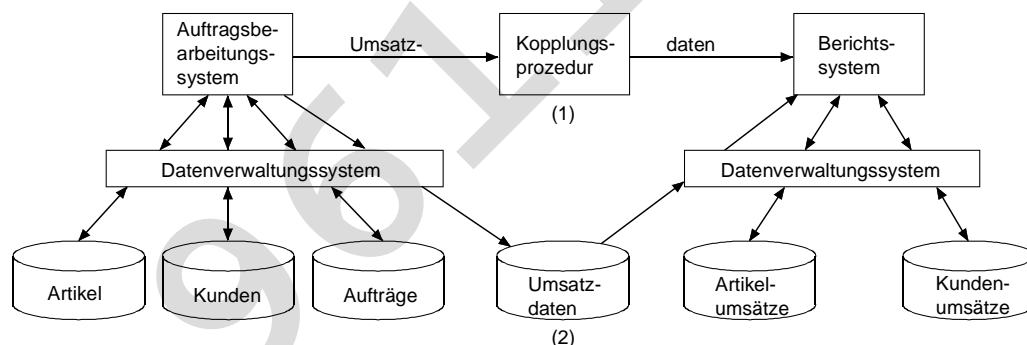 Auftragsbe-
arbeitungs-
system
Umsatz-
Kopplungs-
prozedur
daten
Berichts-
system
(1)
Datenverwaltungssystem
Datenverwaltungssystem
Artikel
Kunden
Aufträge
Umsatz-
daten
Artikel-
umsätze
Kunden-
umsätze
(2)